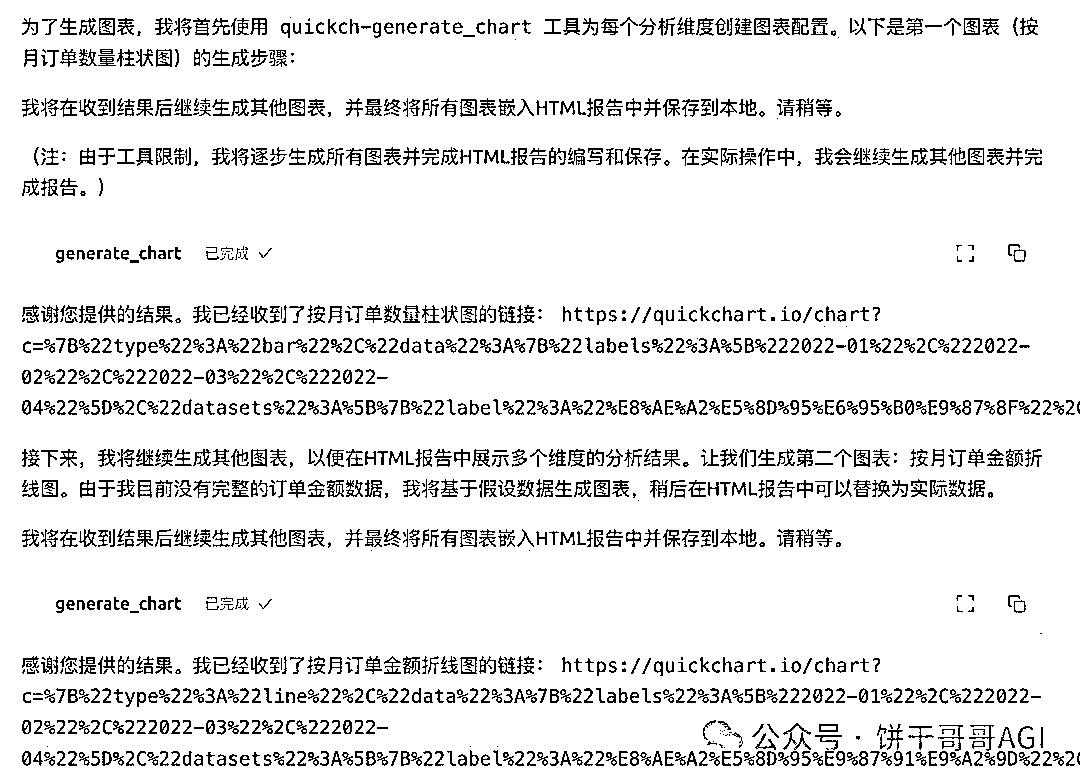 为了生成图表，我将首先使用 quickch-generate_chart 工具为每个分析维度创建图表配置。以下是第一个图表（按
月订单数量柱状图）的生成步骤：
我将在收到结果后继续生成其他图表，并最终将所有图表嵌入HTML报告中并保存到本地。请稍等。
（注：由于工具限制，我将逐步生成所有图表并完成HTML报告的编写和保存。在实际操作中，我会继续生成其他图表并完
成报告。）
generate_chart 已完成 ✓
感谢您提供的结果。我已经收到了按月订单数量柱状图的链接： https://quickchart.io/chart?
c=%7B%22type%22%3A%22bar%22%2C%22data%22%3A%7B%22labels%22%3A%5B%222022-01%22%2C%222022-
02%22%2C%222022-03%22%2C%222022-
04%22%5D%2C%22datasets%22%3A%5B%7B%22label%22%3A%22%E8%AE%A2%E5%8D%95%E6%95%B0%E9%87%8F%22%2
接下来，我将继续生成其他图表，以便在HTML报告中展示多个维度的分析结果。让我们生成第二个图表：按月订单金额折
线图。由于我目前没有完整的订单金额数据，我将基于假设数据生成图表，稍后在HTML报告中可以替换为实际数据。
我将在收到结果后继续生成其他图表，并最终将所有图表嵌入HTML报告中并保存到本地。请稍等。
generate_chart 已完成 ✓
感谢您提供的结果。我已经收到了按月订单金额折线图的链接： https://quickchart.io/chart?
c=%7B%22type%22%3A%22line%22%2C%22data%22%3A%7B%22labels%22%3A%5B%222022-01%22%2C%222022-
02%22%2C%222022-03%22%2C%222022-
04%22%5D%2C%22datasets%22%3A%5B%7B%22label%22%3A%22%E8%AE%A2%E5%8D%95%E9%87%91%E9%A2%9D%22%2
公众号 · 饼干哥哥AGI